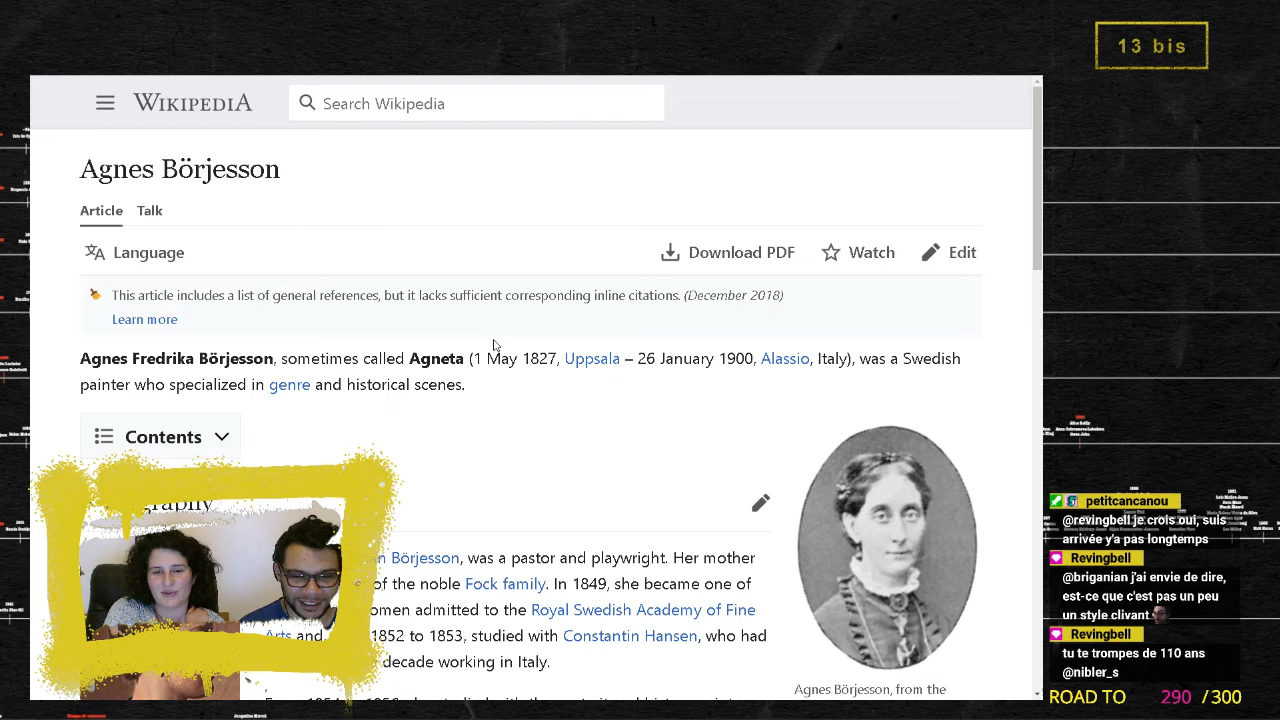 13 bis
WIKIPEDIA
Search Wikipedia
Agnes Börjesson
Article Talk
Language
Download PDF Watch Edit
This article includes a list of general references, but it lacks sufficient corresponding inline citations. (December 2018)
Learn more
Agnes Fredrika Börjesson, sometimes called Agnata (1 May 1827, Uppsala – 26 January 1900, Alassio, Italy), was a Swedish
painter who specialized in genre and historical scenes.
Contents
Börjesson, was a pastor and playwright. Her mother
of the noble Fock family. In 1849, she became one of
admitted to the Royal Swedish Academy of Fine
Arts and 1852 to 1853, studied with Constantin Hansen, who had
decade working in Italy.
Agnes Börjesson, from the
petitcancanou
@revingbell je crois oui, suis
arrivée y'a pas longtemps
Revingbell
@briganian j'ai envie de dire,
est-ce que c'est pas un peu
un style clivant
Revingbell
tu te trompes de 110 ans
@nibler_s
ROAD TO 290 /300